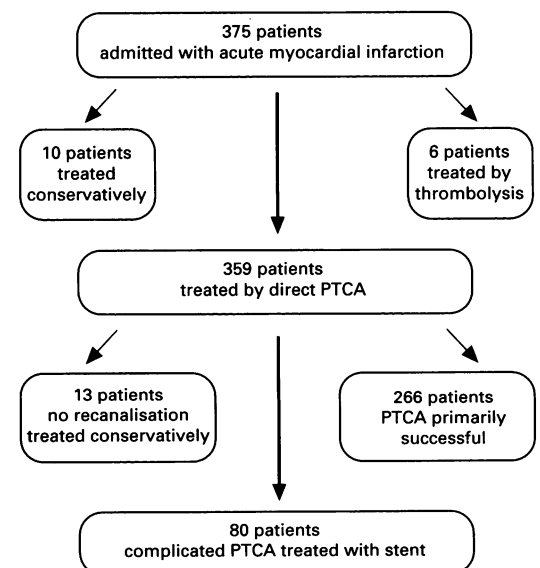 375 patients
admitted with acute myocardial infarction
10 patients
treated
conservatively
6 patients
treated by
thrombolysis
359 patients
treated by direct PTCA
13 patients
no recanalisation
treated conservatively
266 patients
PTCA primarily
successful
80 patients
complicated PTCA treated with stent